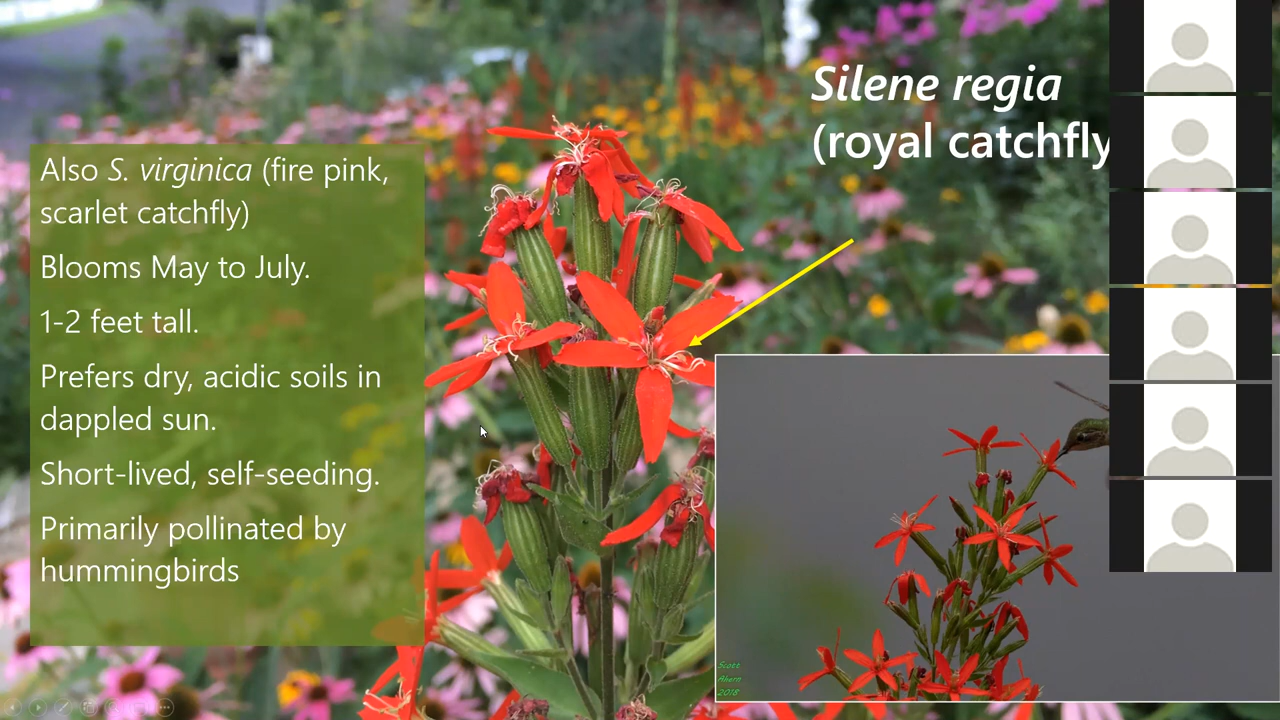 Silene regia
(royal catchfly
Also S. virginica (fire pink,
scarlet catchfly)
Blooms May to July.
1-2 feet tall.
Prefers dry, acidic soils in
dappled sun.
Short-lived, self-seeding.
Primarily pollinated by
hummingbirds
Scott
Ahern
2018